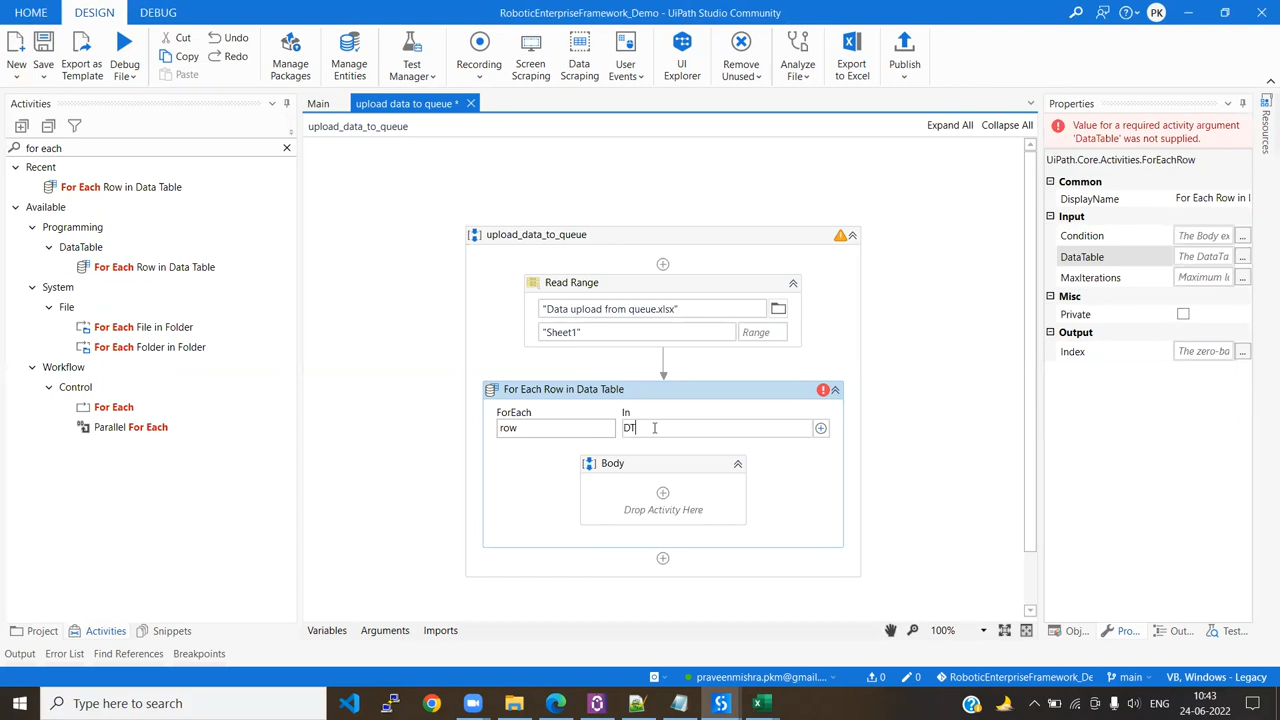 HOME
DESIGN
DEBUG
RoboticEnterpriseFramework_Demo - UiPath Studio Community
PK
New
Save
Export as Template
Debug File
Cut
Copy
Paste
Undo
Redo
Manage Packages
Manage Entities
Test Manager
Recording
Screen Scraping
Data Scraping
User Events
UI Explorer
Remove Unused
Analyze File
Export to Excel
Publish
Activities
for each
Recent
For Each Row in Data Table
Available
Programming
DataTable
For Each Row in Data Table
System
File
For Each File in Folder
For Each Folder in Folder
Workflow
Control
For Each
Parallel For Each
Project
Activities
Snippets
Main
upload data to queue *
upload_data_to_queue
Expand All
Collapse All
upload_data_to_queue
Read Range
"Data upload from queue.xlsx"
"Sheet1"
Range
For Each Row in Data Table
ForEach
In
row
DT
Body
Drop Activity Here
Variables
Arguments
Imports
100%
Properties
Value for a required activity argument
'DataTable' was not supplied.
UiPath.Core.Activities.ForEachRow
Common
DisplayName
For Each Row in I
Input
Condition
The Body ex
...
DataTable
The DataTa
...
MaxIterations
Maximum I
...
Misc
Private
Output
Index
The zero-ba
...
Obj...
Pro...
Out...
Test...
Resources
Output
Error List
Find References
Breakpoints
praveenmishra.pkm@gmail....
0
0
RoboticEnterpriseFramework_De
main
VB, Windows - Legacy
Type here to search
ENG
10:43
24-06-2022